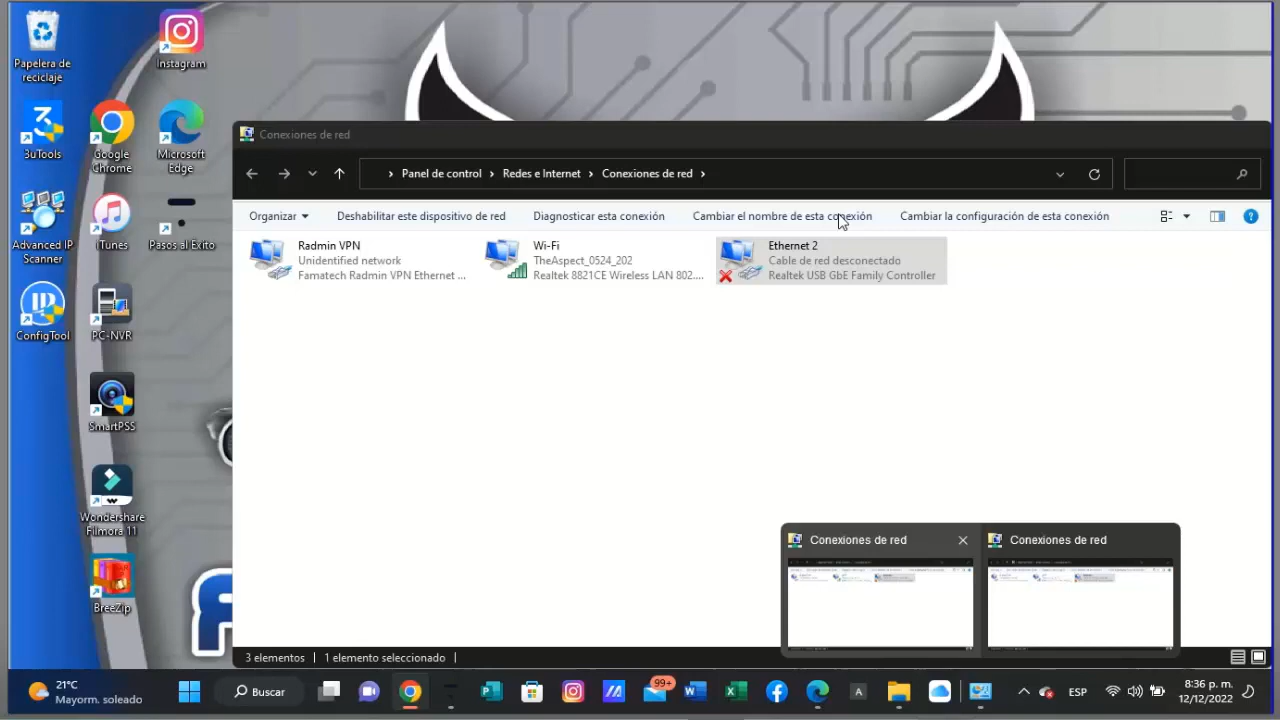 Papelera de
reciclaje
Instagram
3uTools
Google
Chrome
Microsoft
Edge
Advanced IP
Scanner
iTunes
Pasos al Exito
ConfigTool
PC-NVR
SmartPSS
Wondershare
Filmora 11
BreeZip
Conexiones de red
Panel de control › Redes e Internet › Conexiones de red ›
Organizar
Deshabilitar este dispositivo de red
Diagnosticar esta conexión
Cambiar el nombre de esta conexión
Cambiar la configuración de esta conexión
Radmin VPN
Unidentified network
Famatech Radmin VPN Ethernet ...
Wi-Fi
TheAspect_0524_202
Realtek 8821CE Wireless LAN 802....
Ethernet 2
Cable de red desconectado
Realtek USB GbE Family Controller
Conexiones de red
Conexiones de red
3 elementos
1 elemento seleccionado
21°C
Mayorm. soleado
Buscar
99+
ESP
8:36 p. m.
12/12/2022